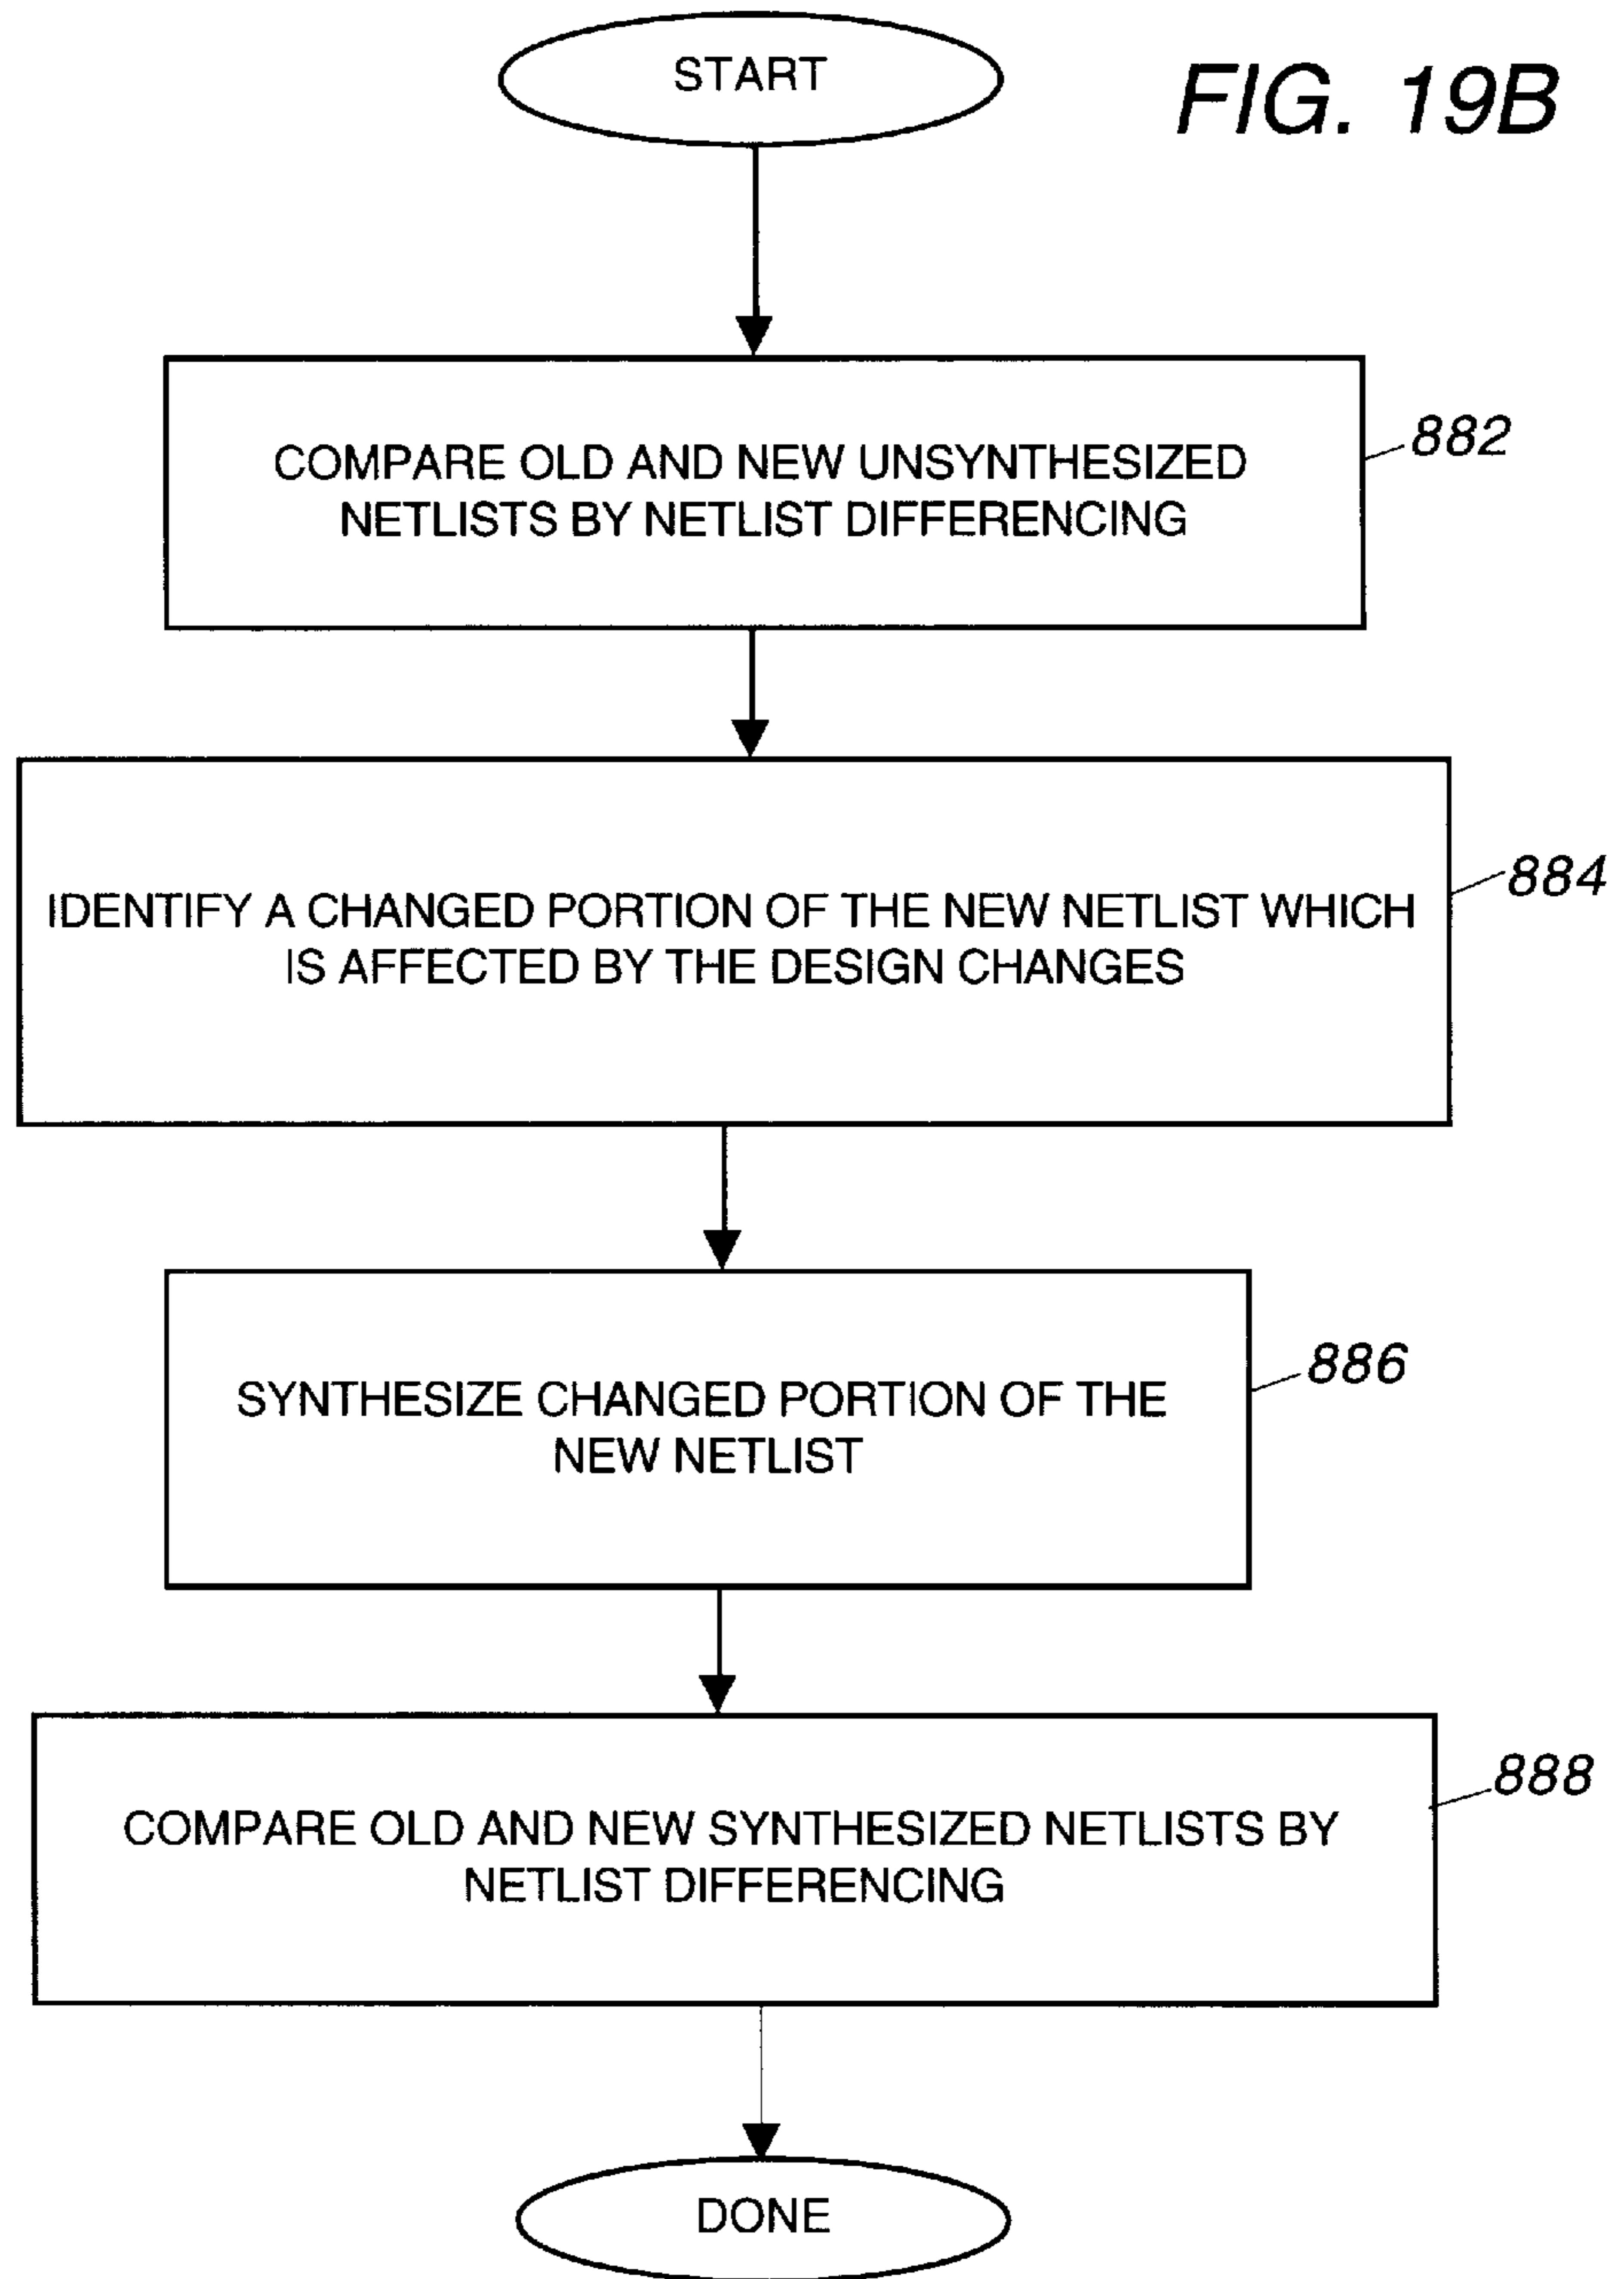 START
FIG. 19B
COMPARE OLD AND NEW UNSYNTHESIZED
NETLISTS BY NETLIST DIFFERENCING
882
IDENTIFY A CHANGED PORTION OF THE NEW NETLIST WHICH
IS AFFECTED BY THE DESIGN CHANGES
884
SYNTHESIZE CHANGED PORTION OF THE
NEW NETLIST
886
COMPARE OLD AND NEW SYNTHESIZED NETLISTS BY
NETLIST DIFFERENCING
888
DONE